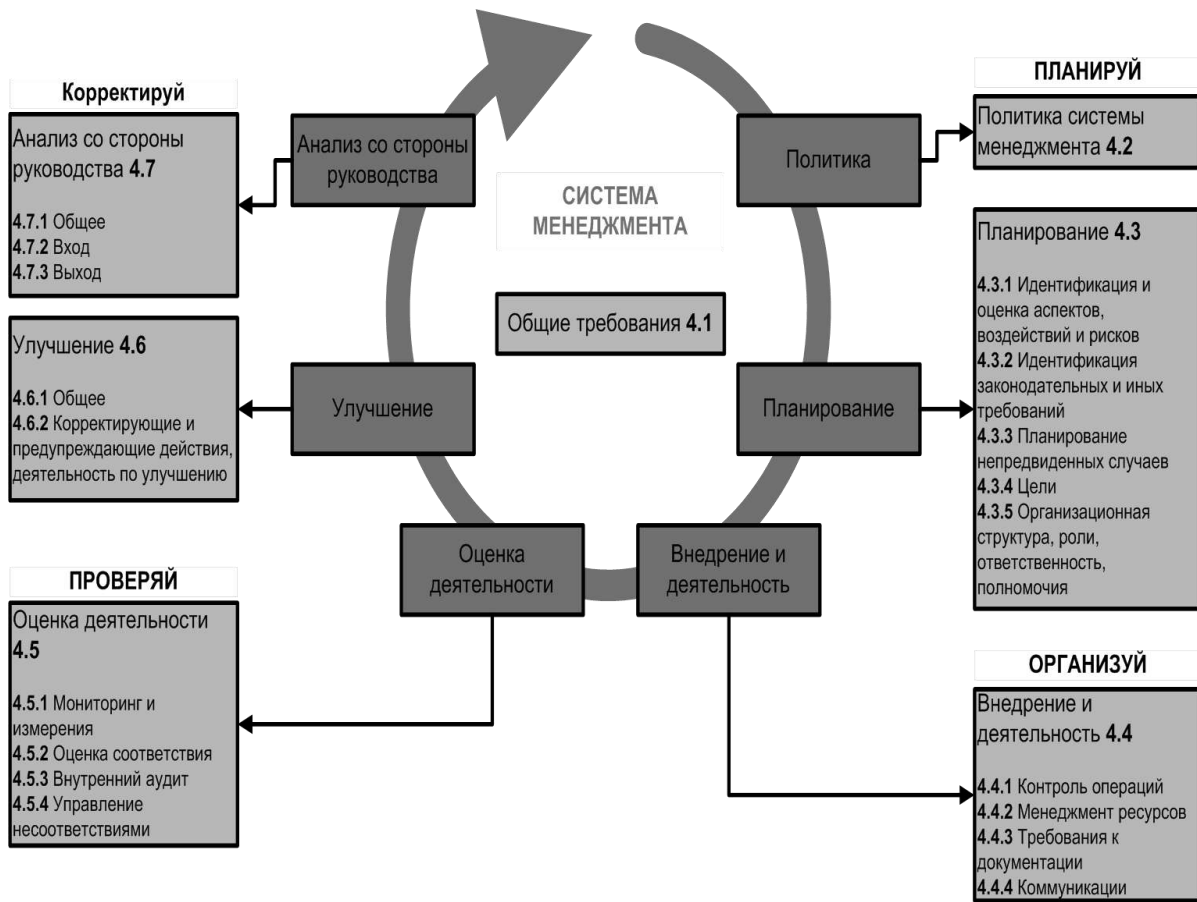 Корректируй
Анализ со стороны
руководства 4.7
4.7.1 Общее
4.7.2 Вход
4.7.3 Выход
Улучшение 4.6
4.6.1 Общее
4.6.2 Корректирующие и
предупреждающие действия,
деятельность по улучшению
ПРОВЕРЯЙ
Оценка деятельности
4.5
4.5.1 Мониторинг и
измерения
4.5.2 Оценка соответствия
4.5.3 Внутренний аудит
4.5.4 Управление
несоответствиями
Анализ со стороны
руководства
Улучшение
Оценка
деятельности
СИСТЕМА
МЕНЕДЖМЕНТА
Общие требования 4.1
Политика
Планирование
Внедрение и
деятельность
ПЛАНИРУЙ
Политика системы
менеджмента 4.2
Планирование 4.3
4.3.1 Идентификация и
оценка аспектов,
воздействий и рисков
4.3.2 Идентификация
законодательных и иных
требований
4.3.3 Планирование
непредвиденных случаев
4.3.4 Цели
4.3.5 Организационная
структура, роли,
ответственность,
полномочия
ОРГАНИЗУЙ
Внедрение и
деятельность 4.4
4.4.1 Контроль операций
4.4.2 Менеджмент ресурсов
4.4.3 Требования к
документации
4.4.4 Коммуникации